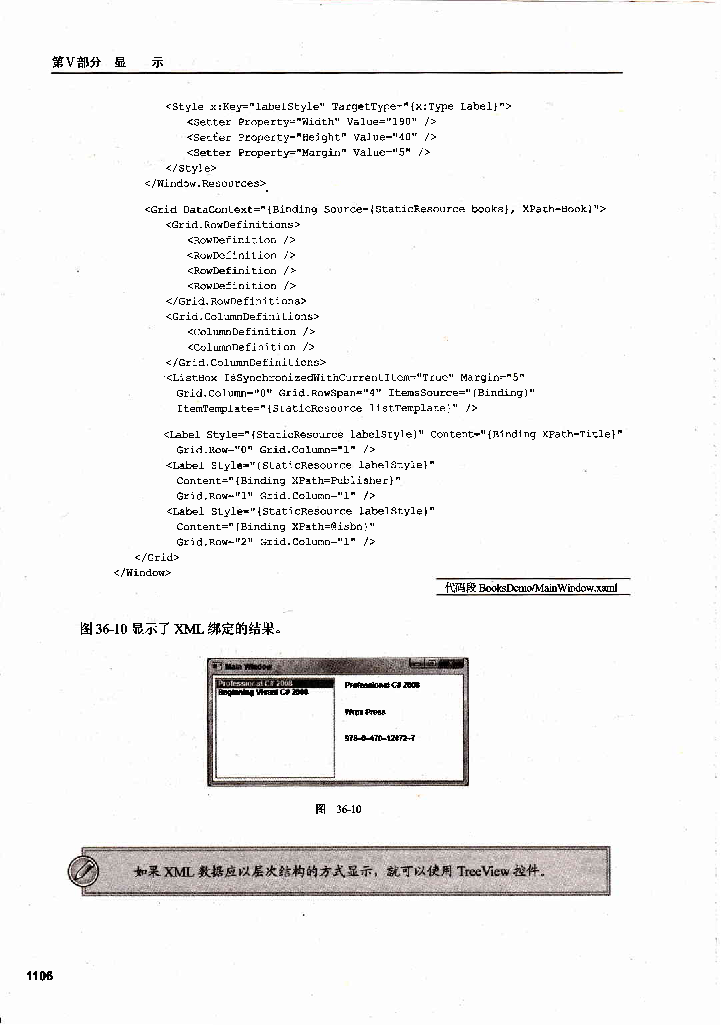 第V部分 显 示
<Style x:Key="labelStyle" TargetType="{x:Type Label}">
<Setter Property="Width" Value="190" />
<Setter Property="Height" Value="40" />
<Setter Property="Margin" Value="5" />
</Style>
</Window.Resources>
<Grid DataContext="{Binding Source={StaticResource books}, XPath=Book}">
<Grid.RowDefinitions>
<RowDefinition />
<RowDefinition />
<RowDefinition />
<RowDefinition />
</Grid.RowDefinitions>
<Grid.ColumnDefinitions>
<ColumnDefinition />
<ColumnDefinition />
</Grid.ColumnDefinitions>
<ListBox IsSynchronizedWithCurrentItem="True" Margin="5"
Grid.Column="0" Grid.RowSpan="4" ItemsSource="{Binding}"
ItemTemplate="{StaticResource listTemplate}" />
<Label Style="{StaticResource labelStyle}" Content="{Binding XPath=Title}"
Grid.Row="0" Grid.Column="1" />
<Label Style="{StaticResource labelStyle}"
Content="{Binding XPath=Publisher}"
Grid.Row="1" Grid.Column="1" />
<Label Style="{StaticResource labelStyle}"
Content="{Binding XPath=@isbn}"
Grid.Row="2" Grid.Column="1" />
</Grid>
</Window>
代码段 BooksDemo/MainWindow.xaml
图 36-10 显示了 XML 绑定的结果。
Main Window
Professional C# 2008
Beginning Visual C# 2008
Professional C# 2008
Wrox Press
978-0-470-12472-7
图 36-10
如果 XML 数据应以层次结构的方式显示，就可以使用 TreeView 控件。
1106